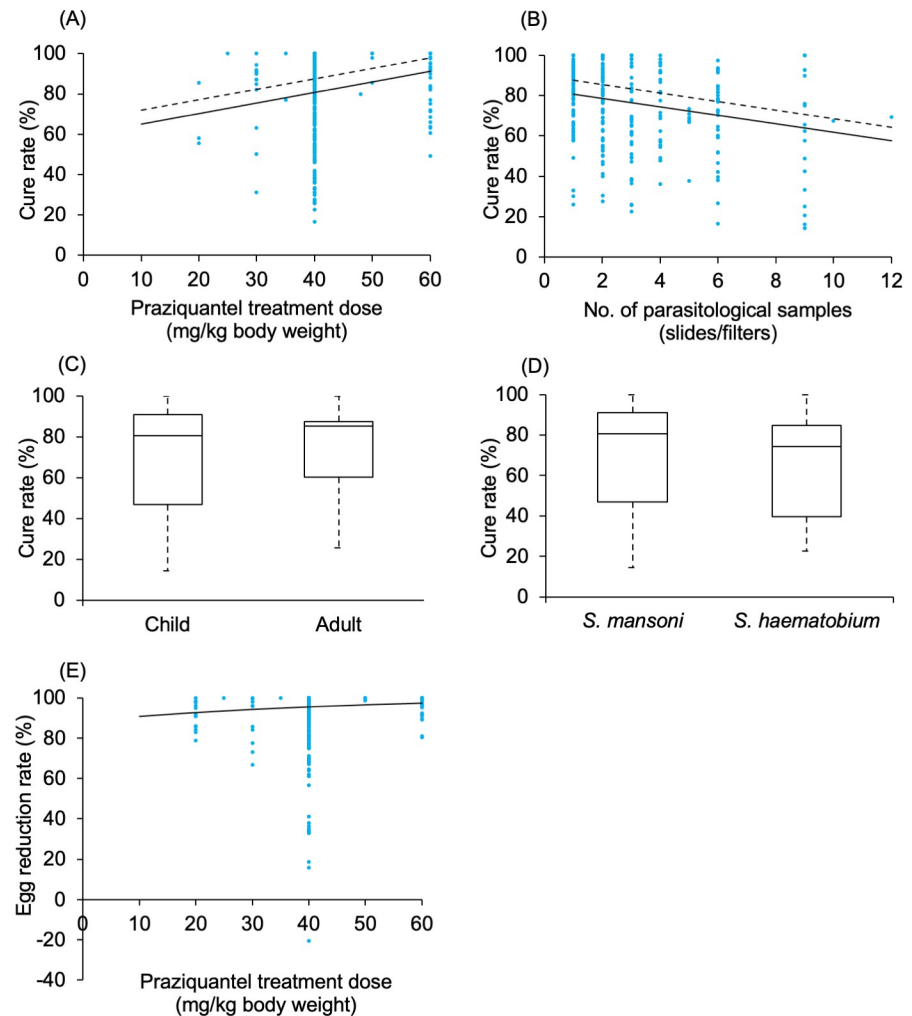 (A)
Cure rate (%)
100
80
60
40
20
0
0 10 20 30 40 50 60
Praziquantel treatment dose
(mg/kg body weight)
(B)
Cure rate (%)
100
80
60
40
20
0
0 2 4 6 8 10 12
No. of parasitological samples
(slides/filters)
(C)
Cure rate (%)
100
80
60
40
20
0
Child Adult
(D)
Cure rate (%)
100
80
60
40
20
0
S. mansoni S. haematobium
(E)
Egg reduction rate (%)
100
80
60
40
20
0
-20
-40
0 10 20 30 40 50 60
Praziquantel treatment dose
(mg/kg body weight)